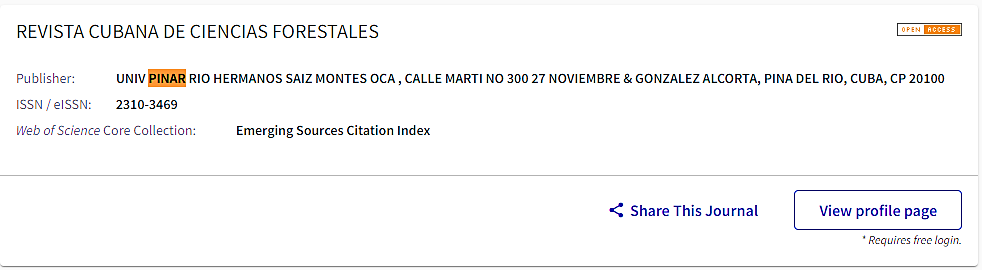 REVISTA CUBANA DE CIENCIAS FORESTALES
OPEN ACCESS
Publisher: UNIV PINAR RIO HERMANOS SAIZ MONTES OCA , CALLE MARTI NO 300 27 NOVIEMBRE & GONZALEZ ALCORTA, PINA DEL RIO, CUBA, CP 20100
ISSN / eISSN: 2310-3469
Web of Science Core Collection: Emerging Sources Citation Index
Share This Journal
View profile page
* Requires free login.